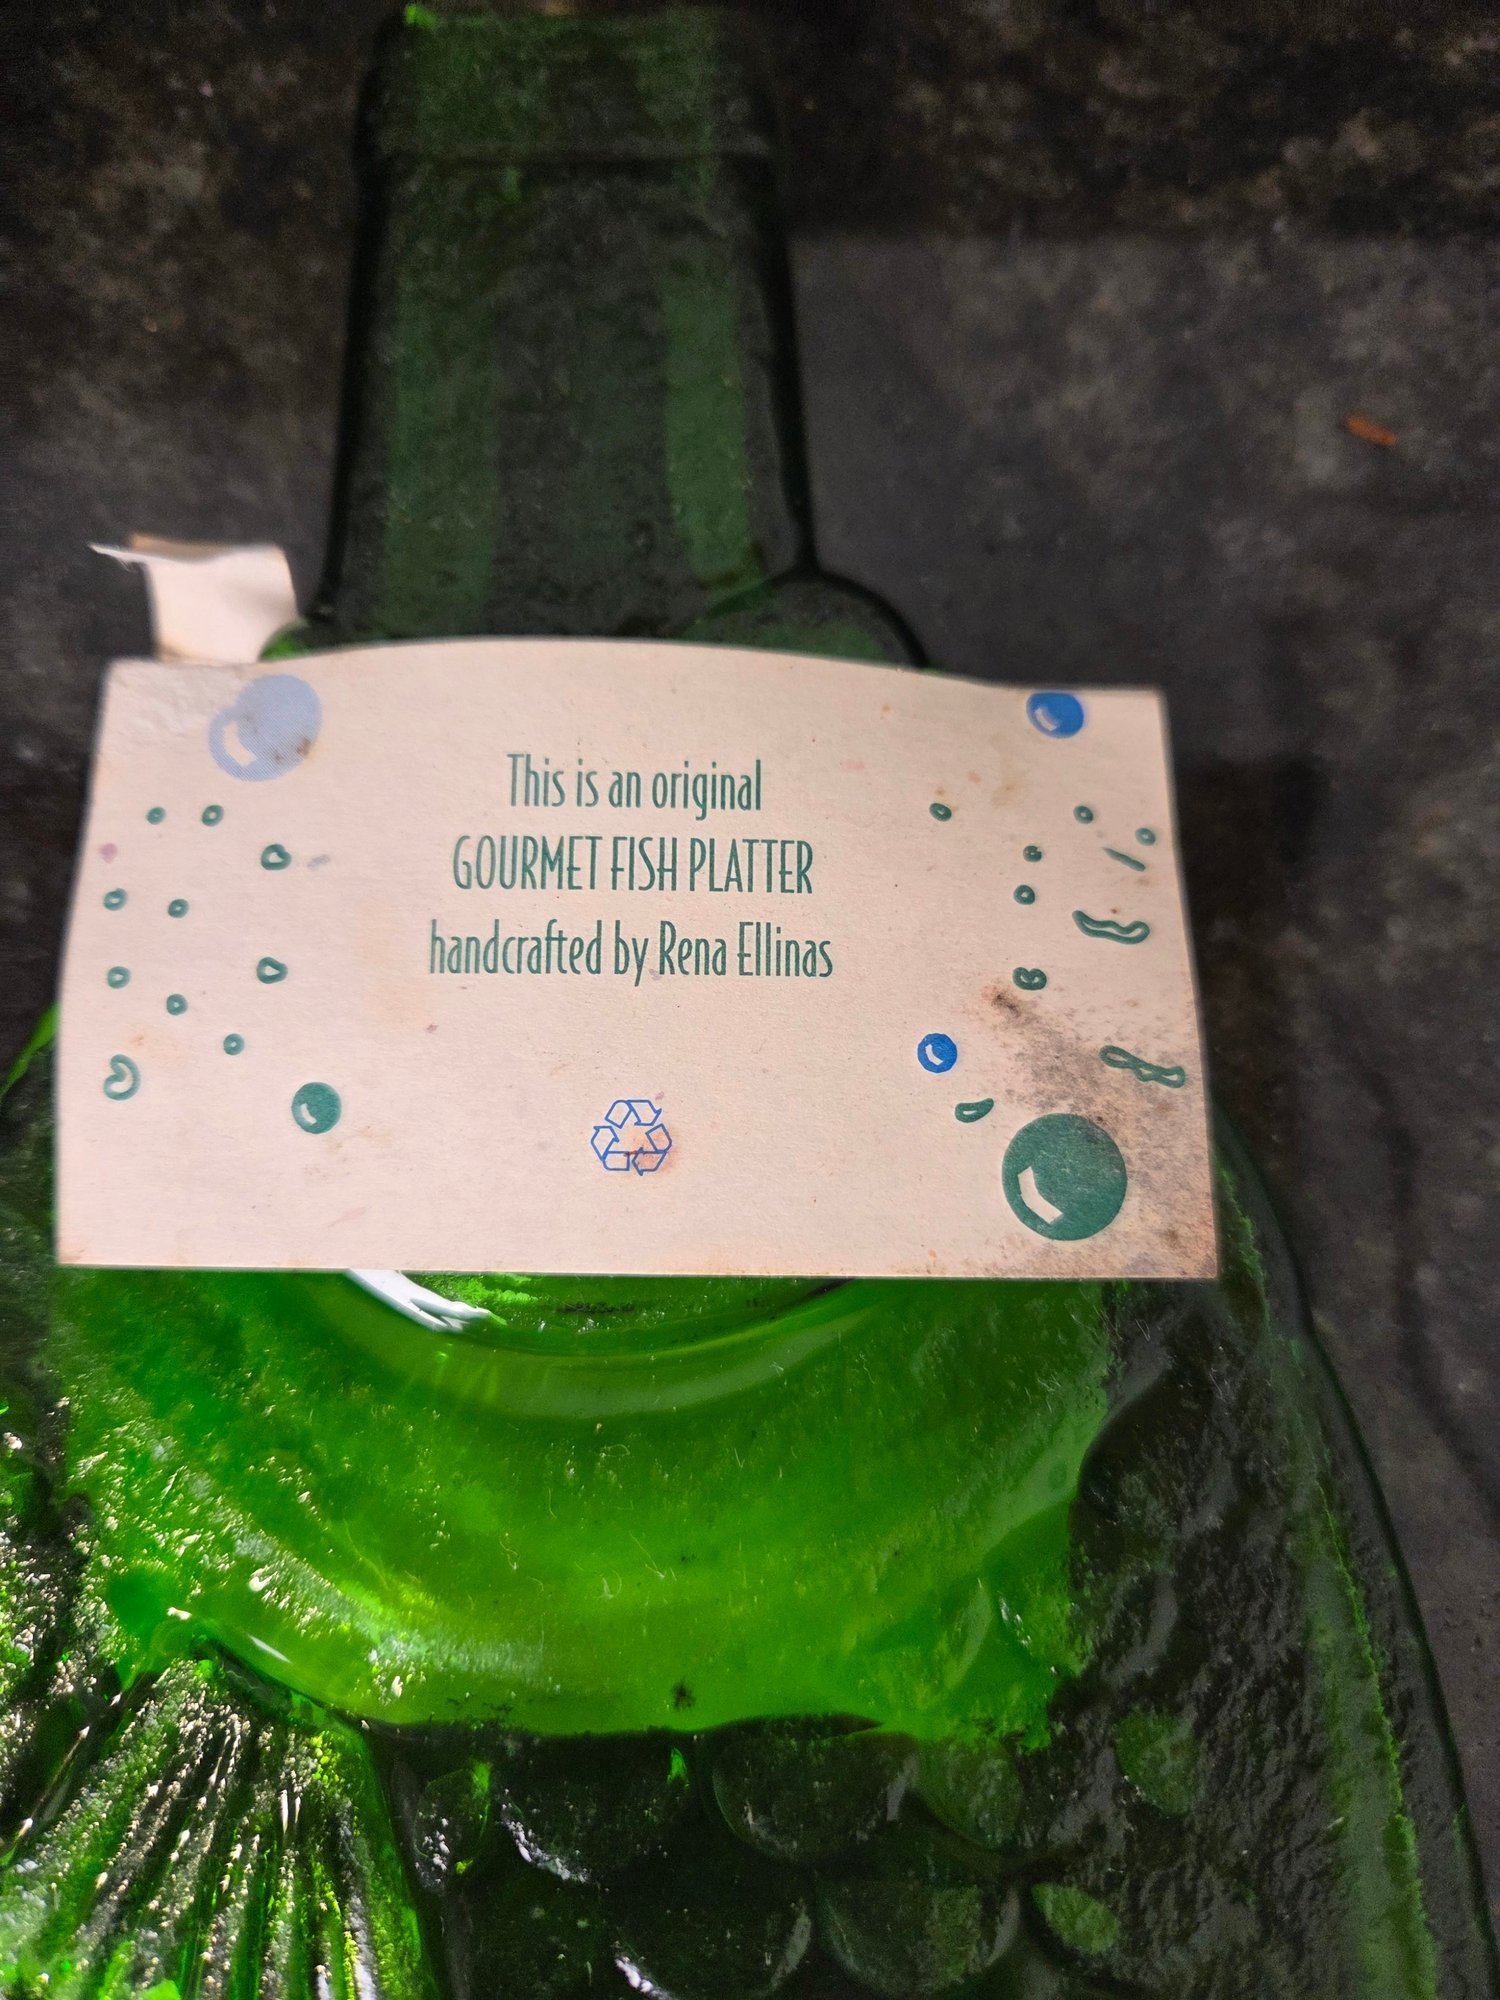 This is an original
GOURMET FISH PLATTER
handcrafted by Rena Ellinas